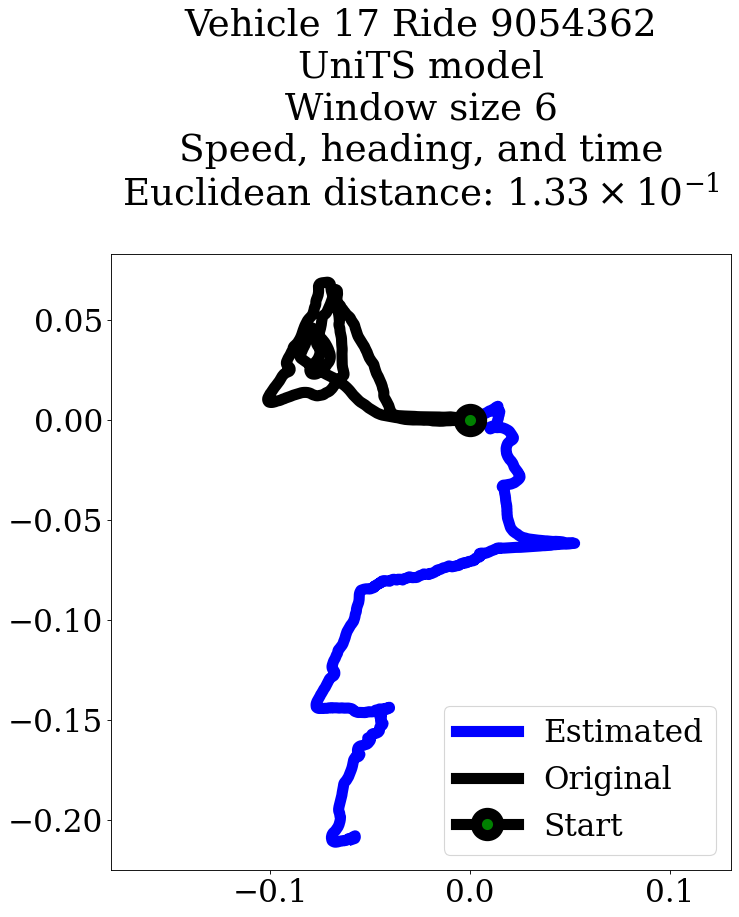 Vehicle 17 Ride 9054362
UniTS model
Window size 6
Speed, heading, and time
Euclidean distance: 1.33 × 10⁻¹
0.05
0.00
−0.05
−0.10
−0.15
−0.20
Estimated
Original
Start
−0.1 0.0 0.1